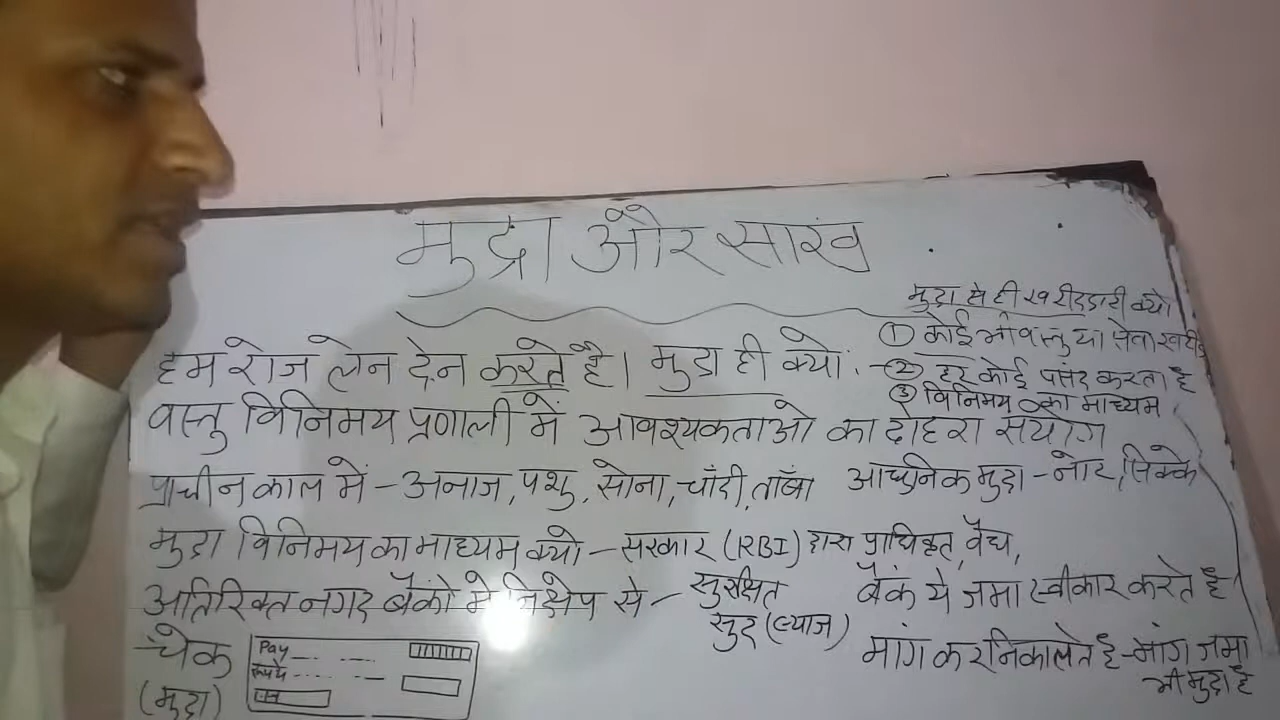 मुद्रा और साख
मुद्रा से ही खरीददारी क्यो
① कोई भी वस्तु या सेवा खरीद
हम रोज लेन देन करते है। मुद्रा ही क्यो :-
② हर कोई पसंद करता है
③ विनिमय का माध्यम
वस्तु विनिमय प्रणाली में आवश्यकताओ का दोहरा संयोग
प्राचीन काल में - अनाज, पशु, सोना, चाँदी, ताँबा आधुनिक मुद्रा - नोट, सिक्के
मुद्रा विनिमय का माध्यम क्यो - सरकार (RBI) द्वारा प्राधिकृत, वैध,
अतिरिक्त नगद बैंको मे निक्षेप से - सुरक्षित
सुद (ब्याज)
बैंक ये जमा स्वीकार करते है
मांग कर निकालते है - मांग जमा
भी मुद्रा है
चेक
(मुद्रा)
Pay
रूपये